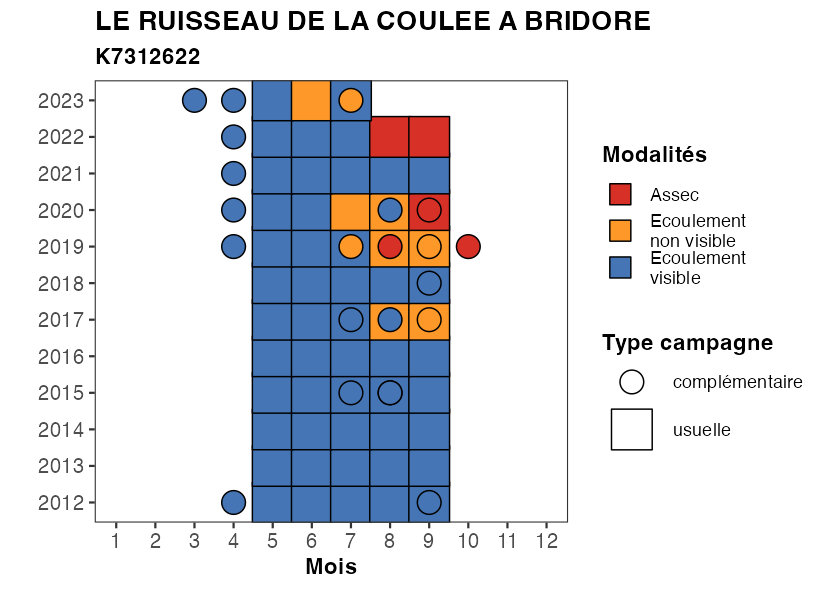 LE RUISSEAU DE LA COULEE A BRIDORE
K7312622
2023
2022
2021
2020
2019
2018
2017
2016
2015
2014
2013
2012
1 2 3 4 5 6 7 8 9 10 11 12
Mois
Modalités
Assec
Ecoulement
non visible
Ecoulement
visible
Type campagne
complémentaire
usuelle